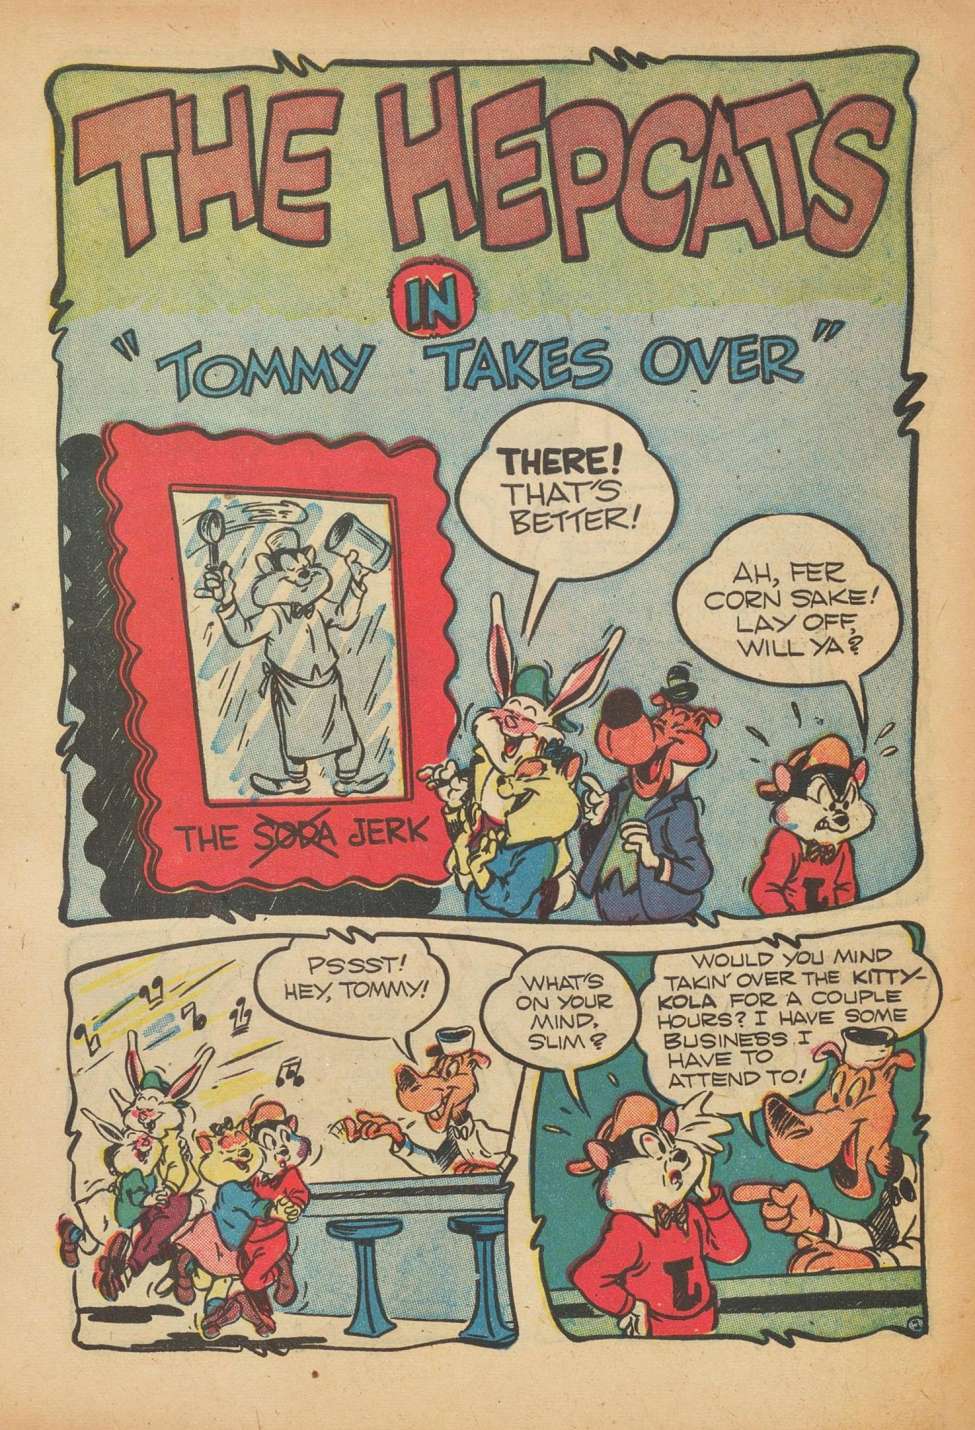 THE HEPCATS
IN
"TOMMY TAKES OVER"
THERE!
THAT'S
BETTER!
AH, FER
CORN SAKE!
LAY OFF,
WILL YA?
THE SODA JERK
L
PSSST!
HEY, TOMMY!
WHAT'S
ON YOUR
MIND,
SLIM?
WOULD YOU MIND
TAKIN' OVER THE KITTY-
KOLA FOR A COUPLE
HOURS? I HAVE SOME
BUSINESS I
HAVE TO
ATTEND TO!
L